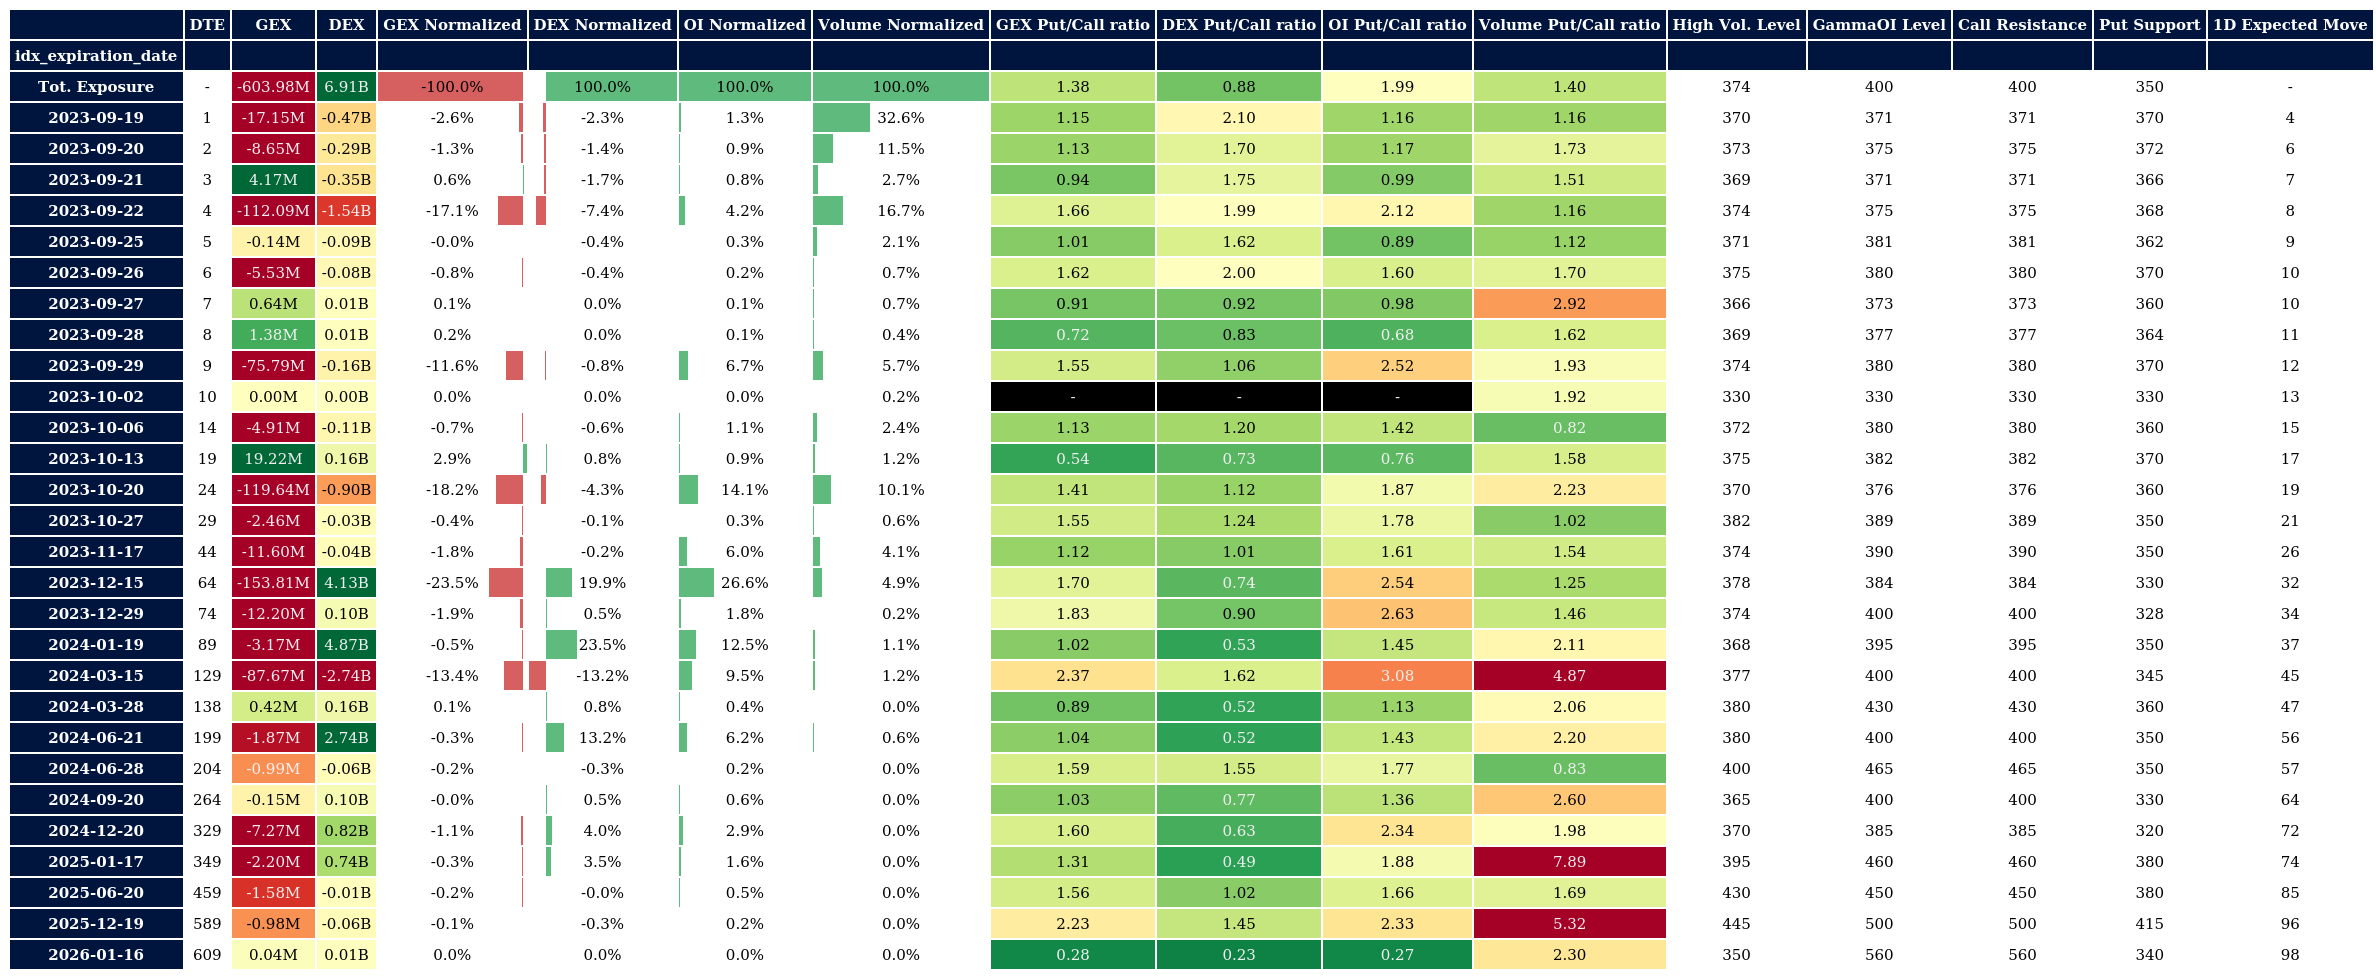 DTE GEX DEX GEX Normalized DEX Normalized OI Normalized Volume Normalized GEX Put/Call ratio DEX Put/Call ratio OI Put/Call ratio Volume Put/Call ratio High Vol. Level GammaOI Level Call Resistance Put Support 1D Expected Move
idx_expiration_date
Tot. Exposure - -603.98M 6.91B -100.0% 100.0% 100.0% 100.0% 1.38 0.88 1.99 1.40 374 400 400 350 -
2023-09-19 1 -17.15M -0.47B -2.6% -2.3% 1.3% 32.6% 1.15 2.10 1.16 1.16 370 371 371 370 4
2023-09-20 2 -8.65M -0.29B -1.3% -1.4% 0.9% 11.5% 1.13 1.70 1.17 1.73 373 375 375 372 6
2023-09-21 3 4.17M -0.35B 0.6% -1.7% 0.8% 2.7% 0.94 1.75 0.99 1.51 369 371 371 366 7
2023-09-22 4 -112.09M -1.54B -17.1% -7.4% 4.2% 16.7% 1.66 1.99 2.12 1.16 374 375 375 368 8
2023-09-25 5 -0.14M -0.09B -0.0% -0.4% 0.3% 2.1% 1.01 1.62 0.89 1.12 371 381 381 362 9
2023-09-26 6 -5.53M -0.08B -0.8% -0.4% 0.2% 0.7% 1.62 2.00 1.60 1.70 375 380 380 370 10
2023-09-27 7 0.64M 0.01B 0.1% 0.0% 0.1% 0.7% 0.91 0.92 0.98 2.92 366 373 373 360 10
2023-09-28 8 1.38M 0.01B 0.2% 0.0% 0.1% 0.4% 0.72 0.83 0.68 1.62 369 377 377 364 11
2023-09-29 9 -75.79M -0.16B -11.6% -0.8% 6.7% 5.7% 1.55 1.06 2.52 1.93 374 380 380 370 12
2023-10-02 10 0.00M 0.00B 0.0% 0.0% 0.0% 0.2% - - - 1.92 330 330 330 330 13
2023-10-06 14 -4.91M -0.11B -0.7% -0.6% 1.1% 2.4% 1.13 1.20 1.42 0.82 372 380 380 360 15
2023-10-13 19 19.22M 0.16B 2.9% 0.8% 0.9% 1.2% 0.54 0.73 0.76 1.58 375 382 382 370 17
2023-10-20 24 -119.64M -0.90B -18.2% -4.3% 14.1% 10.1% 1.41 1.12 1.87 2.23 370 376 376 360 19
2023-10-27 29 -2.46M -0.03B -0.4% -0.1% 0.3% 0.6% 1.55 1.24 1.78 1.02 382 389 389 350 21
2023-11-17 44 -11.60M -0.04B -1.8% -0.2% 6.0% 4.1% 1.12 1.01 1.61 1.54 374 390 390 350 26
2023-12-15 64 -153.81M 4.13B -23.5% 19.9% 26.6% 4.9% 1.70 0.74 2.54 1.25 378 384 384 330 32
2023-12-29 74 -12.20M 0.10B -1.9% 0.5% 1.8% 0.2% 1.83 0.90 2.63 1.46 374 400 400 328 34
2024-01-19 89 -3.17M 4.87B -0.5% 23.5% 12.5% 1.1% 1.02 0.53 1.45 2.11 368 395 395 350 37
2024-03-15 129 -87.67M -2.74B -13.4% -13.2% 9.5% 1.2% 2.37 1.62 3.08 4.87 377 400 400 345 45
2024-03-28 138 0.42M 0.16B 0.1% 0.8% 0.4% 0.0% 0.89 0.52 1.13 2.06 380 430 430 360 47
2024-06-21 199 -1.87M 2.74B -0.3% 13.2% 6.2% 0.6% 1.04 0.52 1.43 2.20 380 400 400 350 56
2024-06-28 204 -0.99M -0.06B -0.2% -0.3% 0.2% 0.0% 1.59 1.55 1.77 0.83 400 465 465 350 57
2024-09-20 264 -0.15M 0.10B -0.0% 0.5% 0.6% 0.0% 1.03 0.77 1.36 2.60 365 400 400 330 64
2024-12-20 329 -7.27M 0.82B -1.1% 4.0% 2.9% 0.0% 1.60 0.63 2.34 1.98 370 385 385 320 72
2025-01-17 349 -2.20M 0.74B -0.3% 3.5% 1.6% 0.0% 1.31 0.49 1.88 7.89 395 460 460 380 74
2025-06-20 459 -1.58M -0.01B -0.2% -0.0% 0.5% 0.0% 1.56 1.02 1.66 1.69 430 450 450 380 85
2025-12-19 589 -0.98M -0.06B -0.1% -0.3% 0.2% 0.0% 2.23 1.45 2.33 5.32 445 500 500 415 96
2026-01-16 609 0.04M 0.01B 0.0% 0.0% 0.0% 0.0% 0.28 0.23 0.27 2.30 350 560 560 340 98